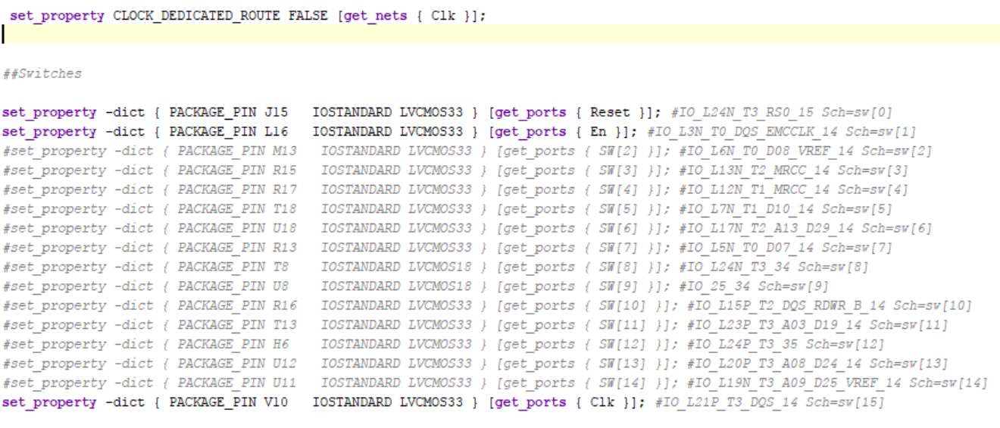 set_property CLOCK_DEDICATED_ROUTE FALSE [get_nets { Clk }];
##Switches
set_property -dict { PACKAGE_PIN J15   IOSTANDARD LVCMOS33 } [get_ports { Reset }]; #IO_L24N_T3_RS0_15 Sch=sw[0]
set_property -dict { PACKAGE_PIN L16   IOSTANDARD LVCMOS33 } [get_ports { En }]; #IO_L3N_T0_DQS_EMCCLK_14 Sch=sw[1]
#set_property -dict { PACKAGE_PIN M13   IOSTANDARD LVCMOS33 } [get_ports { SW[2] }]; #IO_L6N_T0_D08_VREF_14 Sch=sw[2]
#set_property -dict { PACKAGE_PIN R15   IOSTANDARD LVCMOS33 } [get_ports { SW[3] }]; #IO_L13N_T2_MRCC_14 Sch=sw[3]
#set_property -dict { PACKAGE_PIN R17   IOSTANDARD LVCMOS33 } [get_ports { SW[4] }]; #IO_L12N_T1_MRCC_14 Sch=sw[4]
#set_property -dict { PACKAGE_PIN T18   IOSTANDARD LVCMOS33 } [get_ports { SW[5] }]; #IO_L7N_T1_D10_14 Sch=sw[5]
#set_property -dict { PACKAGE_PIN U18   IOSTANDARD LVCMOS33 } [get_ports { SW[6] }]; #IO_L17N_T2_A13_D29_14 Sch=sw[6]
#set_property -dict { PACKAGE_PIN R13   IOSTANDARD LVCMOS33 } [get_ports { SW[7] }]; #IO_L5N_T0_D07_14 Sch=sw[7]
#set_property -dict { PACKAGE_PIN T8    IOSTANDARD LVCMOS18 } [get_ports { SW[8] }]; #IO_L24N_T3_34 Sch=sw[8]
#set_property -dict { PACKAGE_PIN U8    IOSTANDARD LVCMOS18 } [get_ports { SW[9] }]; #IO_25_34 Sch=sw[9]
#set_property -dict { PACKAGE_PIN R16   IOSTANDARD LVCMOS33 } [get_ports { SW[10] }]; #IO_L15P_T2_DQS_RDWR_B_14 Sch=sw[10]
#set_property -dict { PACKAGE_PIN T13   IOSTANDARD LVCMOS33 } [get_ports { SW[11] }]; #IO_L23P_T3_A03_D19_14 Sch=sw[11]
#set_property -dict { PACKAGE_PIN H6    IOSTANDARD LVCMOS33 } [get_ports { SW[12] }]; #IO_L24P_T3_35 Sch=sw[12]
#set_property -dict { PACKAGE_PIN U12   IOSTANDARD LVCMOS33 } [get_ports { SW[13] }]; #IO_L20P_T3_A08_D24_14 Sch=sw[13]
#set_property -dict { PACKAGE_PIN U11   IOSTANDARD LVCMOS33 } [get_ports { SW[14] }]; #IO_L19N_T3_A09_D25_VREF_14 Sch=sw[14]
set_property -dict { PACKAGE_PIN V10   IOSTANDARD LVCMOS33 } [get_ports { Clk }]; #IO_L21P_T3_DQS_14 Sch=sw[15]